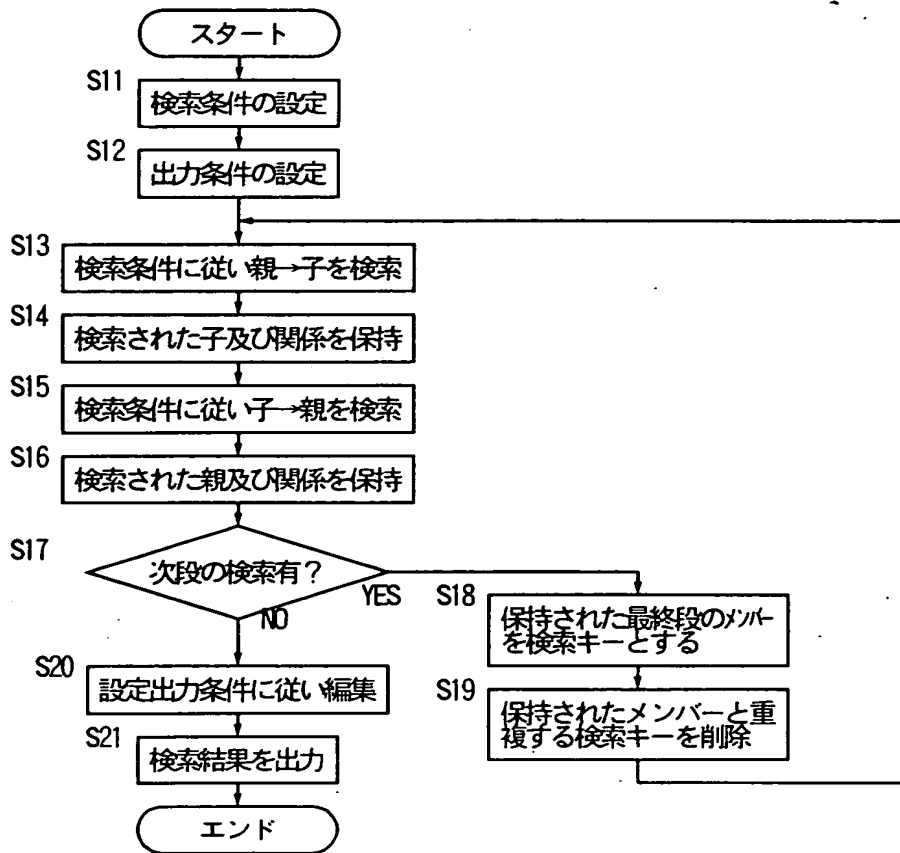 スタート
S11
検索条件の設定
S12
出力条件の設定
S13
検索条件に従い親→子を検索
S14
検索された子及び関係を保持
S15
検索条件に従い子→親を検索
S16
検索された親及び関係を保持
S17
次段の検索有？
YES
NO
S18
保持された最終段のメンバー
を検索キーとする
S19
保持されたメンバーと重
複する検索キーを削除
S20
設定出力条件に従い編集
S21
検索結果を出力
エンド